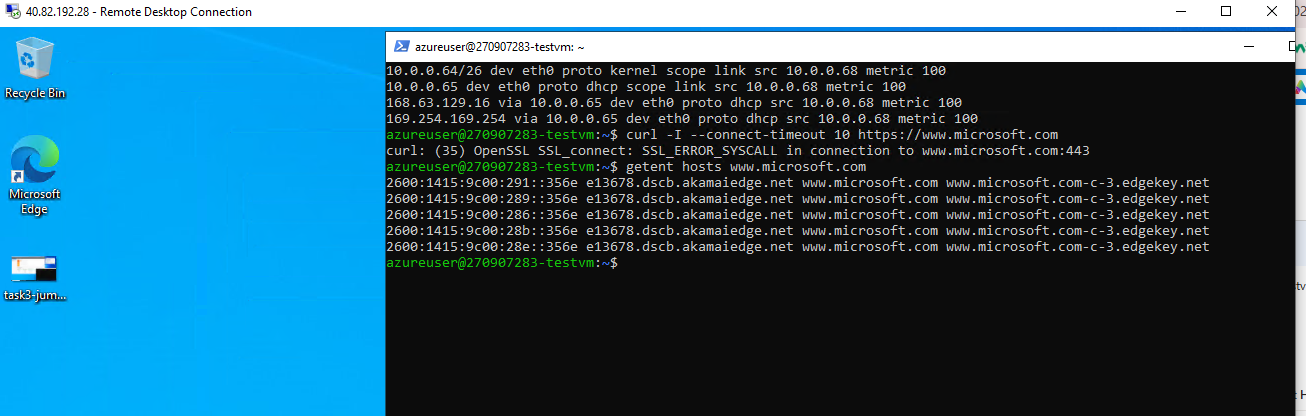 40.82.192.28 - Remote Desktop Connection
Recycle Bin
Microsoft
Edge
task3-jum...
azureuser@270907283-testvm: ~
10.0.0.64/26 dev eth0 proto kernel scope link src 10.0.0.68 metric 100
10.0.0.65 dev eth0 proto dhcp scope link src 10.0.0.68 metric 100
168.63.129.16 via 10.0.0.65 dev eth0 proto dhcp src 10.0.0.68 metric 100
169.254.169.254 via 10.0.0.65 dev eth0 proto dhcp src 10.0.0.68 metric 100
azureuser@270907283-testvm:~$ curl -I --connect-timeout 10 https://www.microsoft.com
curl: (35) OpenSSL SSL_connect: SSL_ERROR_SYSCALL in connection to www.microsoft.com:443
azureuser@270907283-testvm:~$ getent hosts www.microsoft.com
2600:1415:9c00:291::356e e13678.dscb.akamaiedge.net www.microsoft.com www.microsoft.com-c-3.edgekey.net
2600:1415:9c00:289::356e e13678.dscb.akamaiedge.net www.microsoft.com www.microsoft.com-c-3.edgekey.net
2600:1415:9c00:286::356e e13678.dscb.akamaiedge.net www.microsoft.com www.microsoft.com-c-3.edgekey.net
2600:1415:9c00:28b::356e e13678.dscb.akamaiedge.net www.microsoft.com www.microsoft.com-c-3.edgekey.net
2600:1415:9c00:28e::356e e13678.dscb.akamaiedge.net www.microsoft.com www.microsoft.com-c-3.edgekey.net
azureuser@270907283-testvm:~$